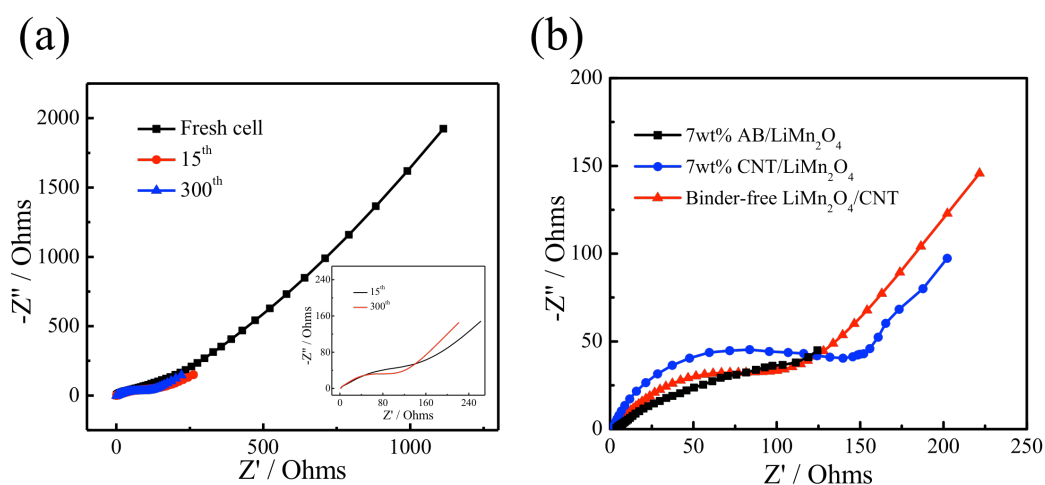 (a)
(b)
2000
1500
1000
500
0
-Z'' / Ohms
Fresh cell
15th
300th
240
160
80
0
-Z'' / Ohms
15th
300th
0 80 160 240
Z' / Ohms
0 500 1000
Z' / Ohms
200
150
100
50
0
-Z'' / Ohms
7wt% AB/LiMn2O4
7wt% CNT/LiMn2O4
Binder-free LiMn2O4/CNT
0 50 100 150 200 250
Z' / Ohms